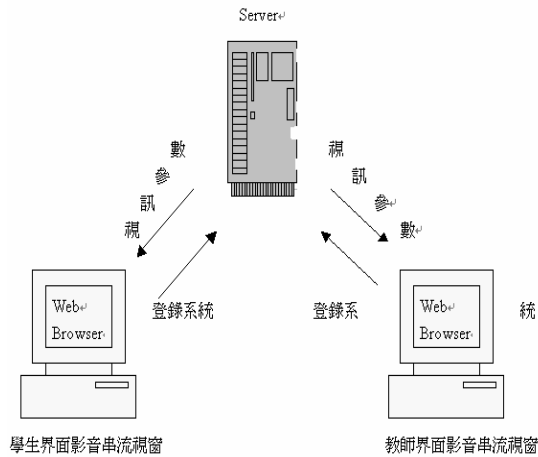 Server
視訊參數
視訊參數
登錄系統
登錄系統
Web
Browser
Web
Browser
學生界面影音串流視窗
教師界面影音串流視窗